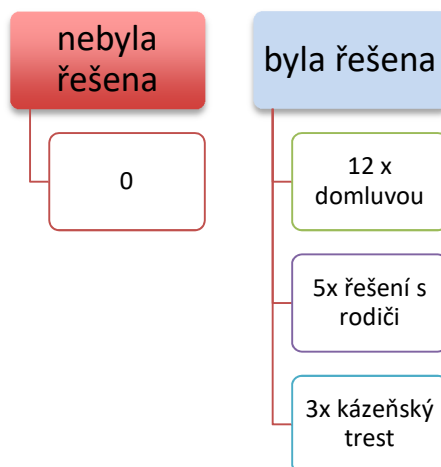 nebyla
řešena
0
byla řešena
12 x
domluvou
5x řešení s
rodiči
3x kázeňský
trest